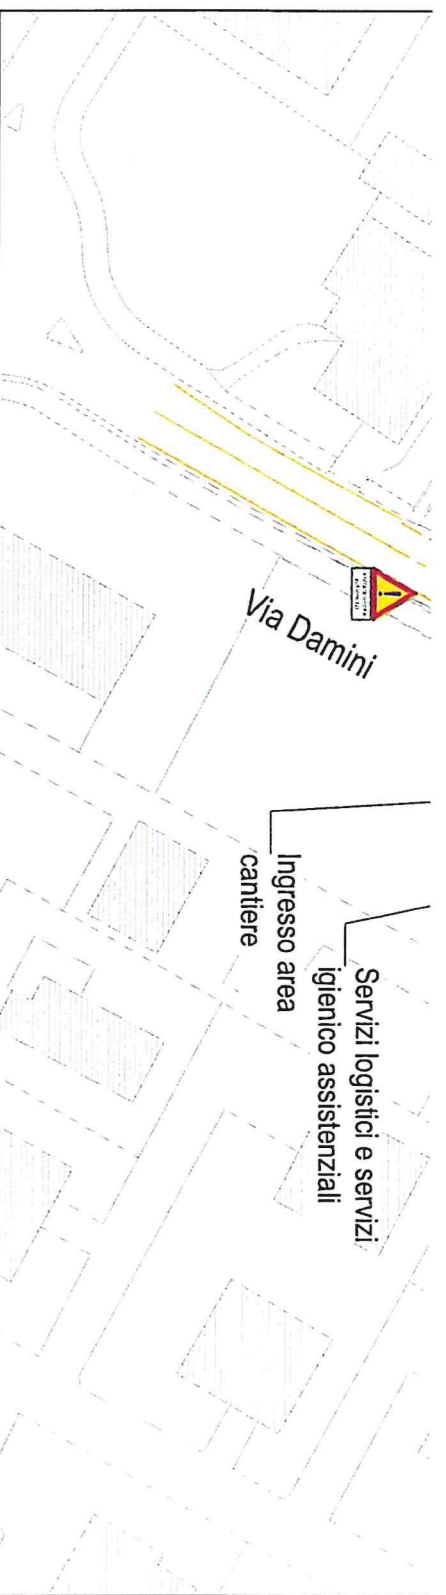 Via Damini
Ingresso area
cantiere
Servizi logistici e servizi
igienico assistenziali